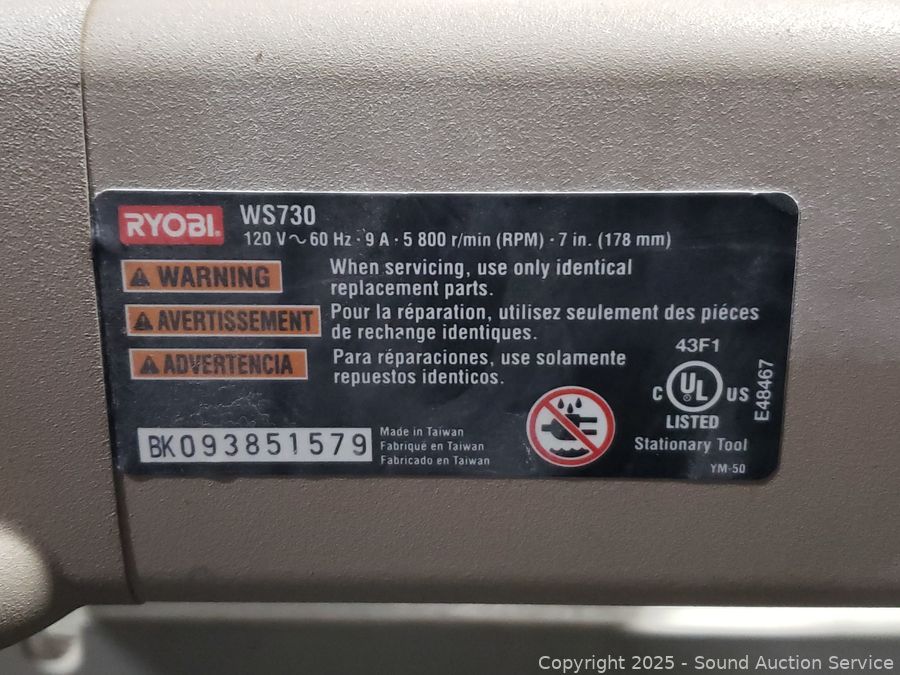 RYOBI. WS730
120 V ~ 60 Hz · 9 A · 5 800 r/min (RPM) · 7 in. (178 mm)
WARNING
When servicing, use only identical
replacement parts.
AVERTISSEMENT
Pour la réparation, utilisez seulement des piéces
de rechange identiques.
ADVERTENCIA
Para réparaciones, use solamente
repuestos identicos.
43F1
C UL US
LISTED
E48467
Stationary Tool
YM-50
BK093851579
Made in Taiwan
Fabriqué en Taiwan
Fabricado en Taiwan
Copyright 2025 - Sound Auction Service